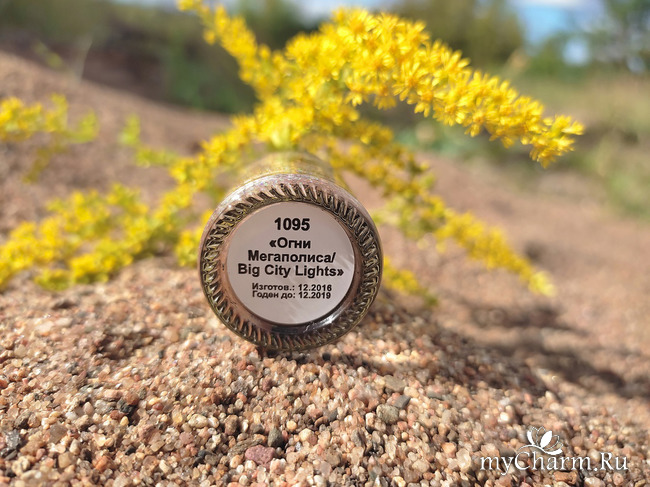 1095
«Огни
Мегаполиса/
Big City Lights»
Изготов.: 12.2016
Годен до: 12.2019
myCharm.Ru